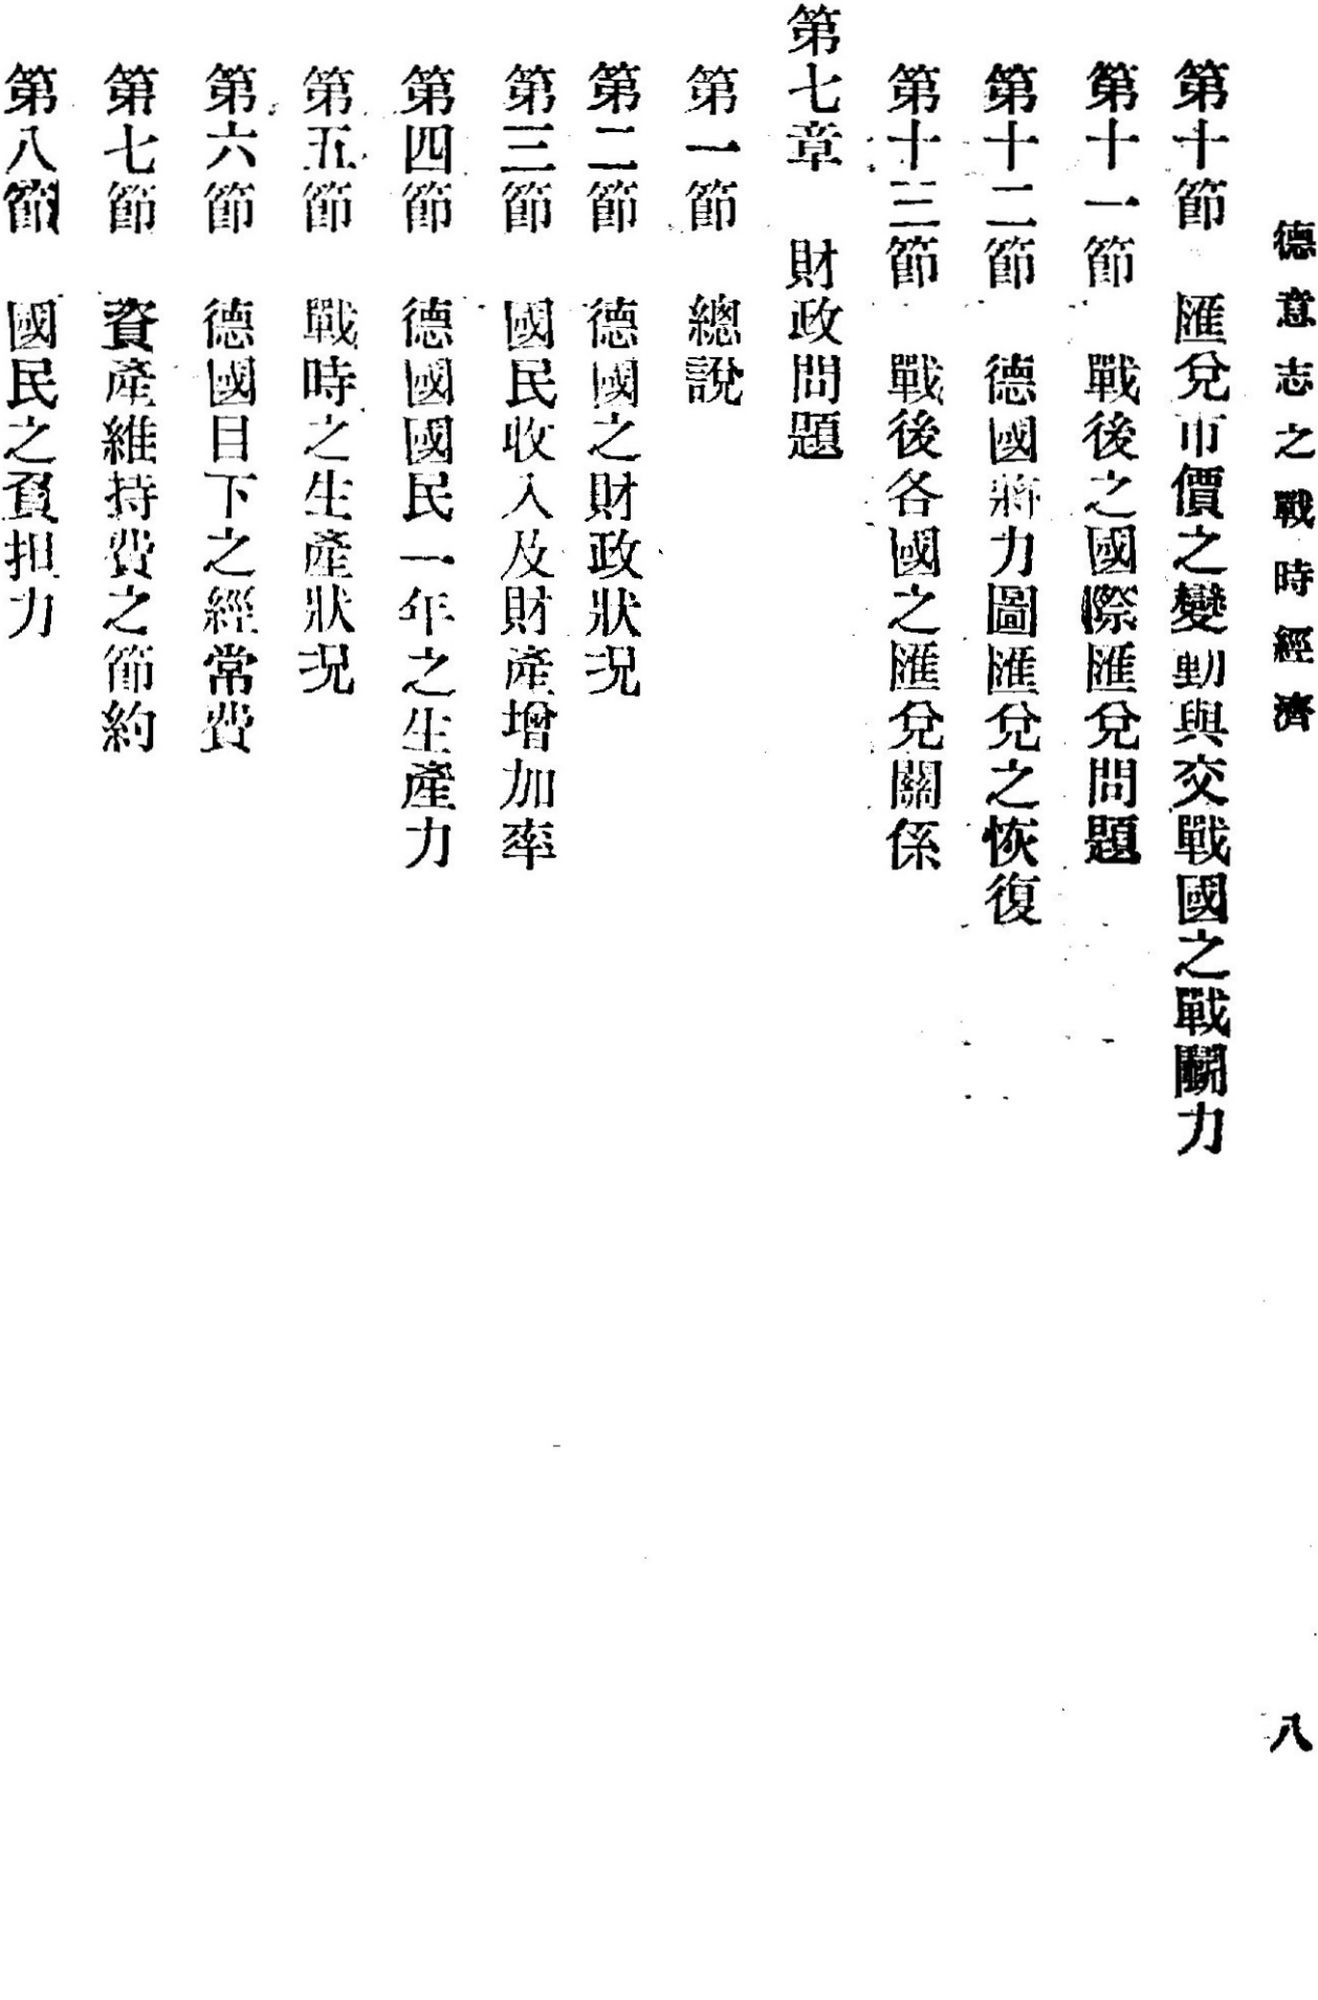 德意志之戰時經濟
八
第十節　匯兌市價之變動與交戰國之戰鬭力
第十一節　戰後之國際匯兌問題
第十二節　德國將力圖匯兌之恢復
第十三節　戰後各國之匯兌關係
第七章　財政問題
第一節　總說
第二節　德國之財政狀況
第三節　國民收入及財產增加率
第四節　德國國民一年之生產力
第五節　戰時之生產狀況
第六節　德國目下之經常費
第七節　資產維持費之節約
第八節　國民之負担力